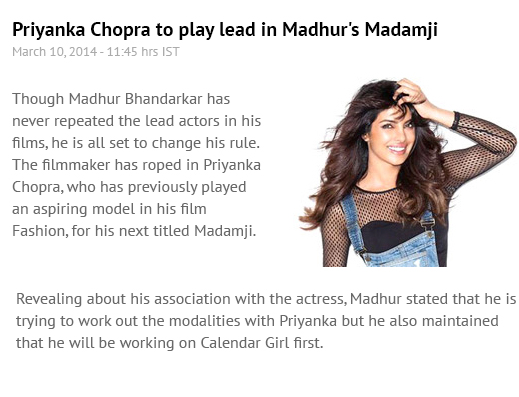 Priyanka Chopra to play lead in Madhur's Madamji
March 10, 2014 - 11:45 hrs IST
Though Madhur Bhandarkar has
never repeated the lead actors in his
films, he is all set to change his rule.
The filmmaker has roped in Priyanka
Chopra, who has previously played
an aspiring model in his film
Fashion, for his next titled Madamji.
Revealing about his association with the actress, Madhur stated that he is
trying to work out the modalities with Priyanka but he also maintained
that he will be working on Calendar Girl first.